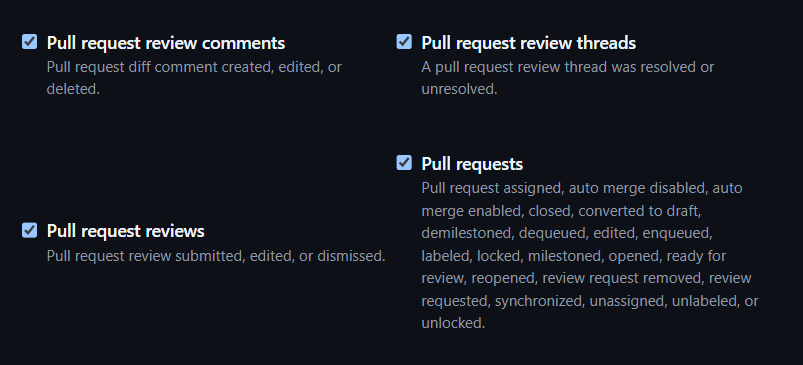 Pull request review comments
Pull request diff comment created, edited, or
deleted.
Pull request review threads
A pull request review thread was resolved or
unresolved.
Pull request reviews
Pull request review submitted, edited, or dismissed.
Pull requests
Pull request assigned, auto merge disabled, auto
merge enabled, closed, converted to draft,
demilestoned, dequeued, edited, enqueued,
labeled, locked, milestoned, opened, ready for
review, reopened, review request removed, review
requested, synchronized, unassigned, unlabeled, or
unlocked.